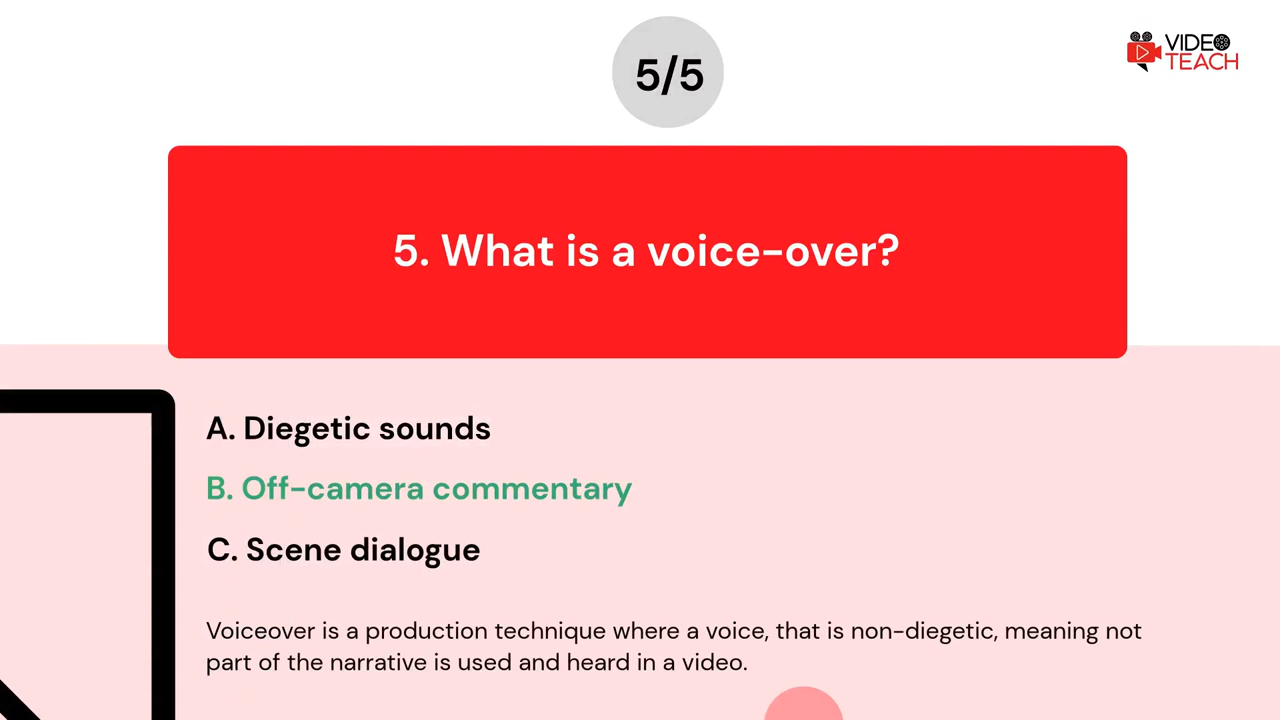 5/5
VIDEO
TEACH
5. What is a voice-over?
A. Diegetic sounds
B. Off-camera commentary
C. Scene dialogue
Voiceover is a production technique where a voice, that is non-diegetic, meaning not
part of the narrative is used and heard in a video.